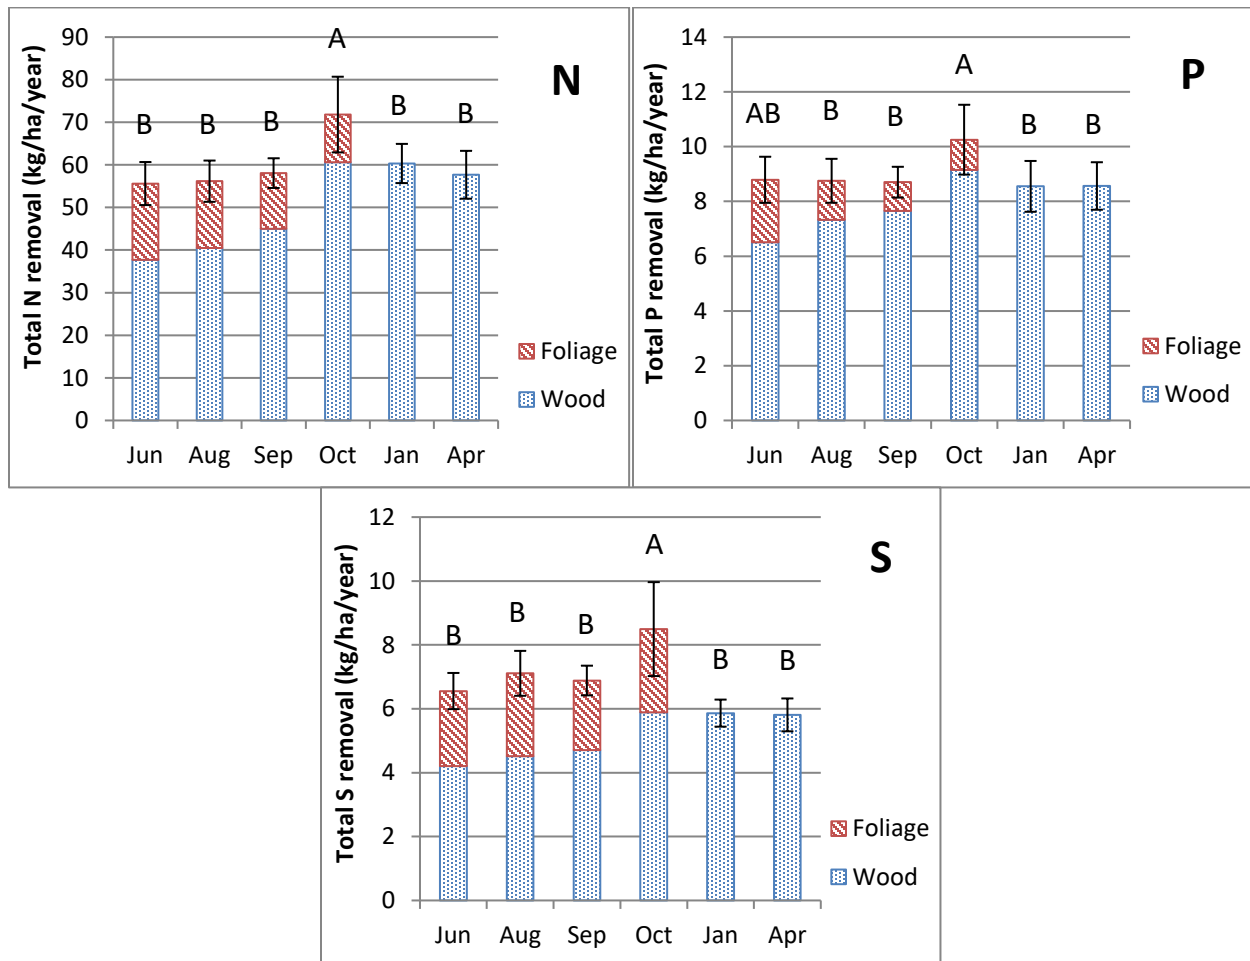 Total N removal (kg/ha/year)
90
80
70
60
50
40
30
20
10
0
B
B
B
A
B
B
N
Foliage
Wood
Jun Aug Sep Oct Jan Apr
Total P removal (kg/ha/year)
14
12
10
8
6
4
2
0
AB
B
B
A
B
B
P
Foliage
Wood
Jun Aug Sep Oct Jan Apr
Total S removal (kg/ha/year)
12
10
8
6
4
2
0
B
B
B
A
B
B
S
Foliage
Wood
Jun Aug Sep Oct Jan Apr